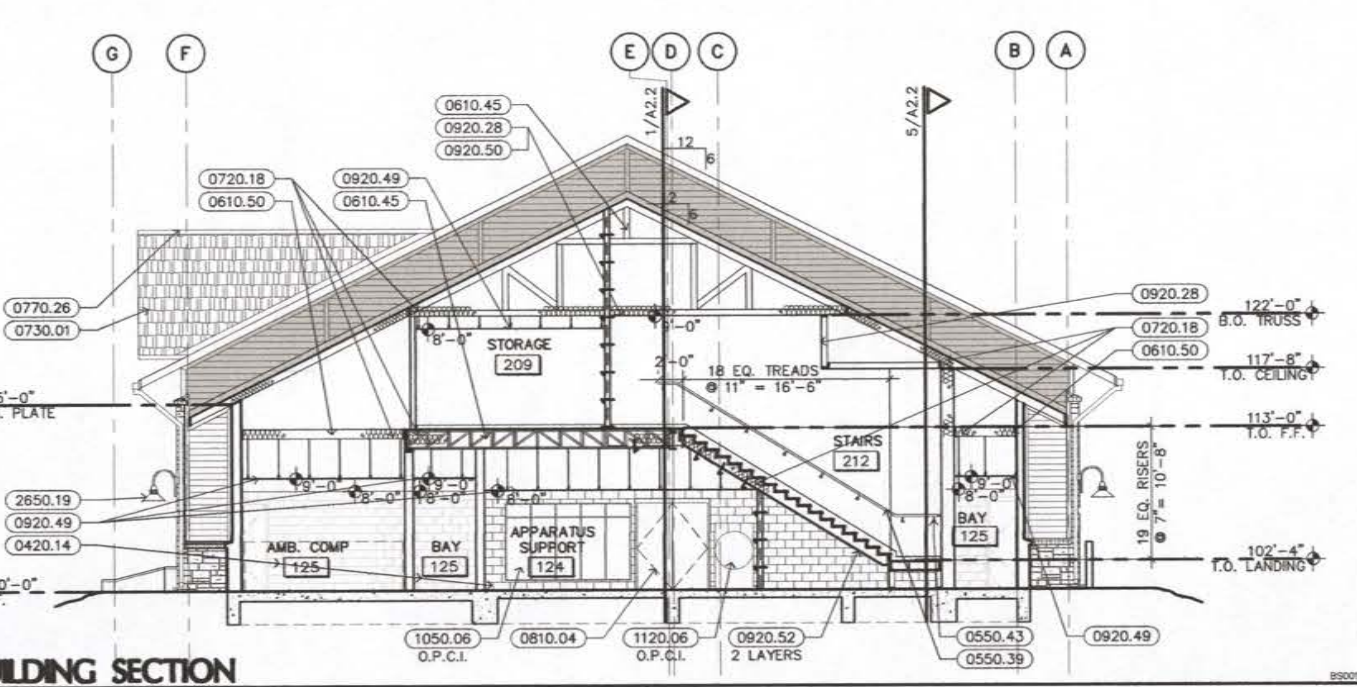 G F E D C B A
0610.45
0920.28
0920.50
1/A2.2
12
6
5/A2.2
0720.18
0610.50
0920.49
0610.45
6
0770.26
0730.01
0920.28
0720.18
0610.50
122'-0"
B.O. TRUSS
117'-8"
T.O. CEILING
113'-0"
T.O. F.F.
8'-0"
9'-0"
STORAGE
209
2'-0"
18 EQ. TREADS
@ 11" = 16'-6"
PLATE
STAIRS
212
9'-0"
8'-0"
9'-0"
8'-0"
8'-0"
9'-0"
8'-0"
2650.19
0920.49
0420.14
AMB. COMP
125
BAY
125
APPARATUS
SUPPORT
124
BAY
125
19 EQ. RISERS
@ 7" = 10'-8"
102'-4"
T.O. LANDING
0'-0"
1050.06
O.P.C.I.
0810.04
1120.06
O.P.C.I.
0920.52
2 LAYERS
0550.43
0550.39
0920.49
ILDING SECTION